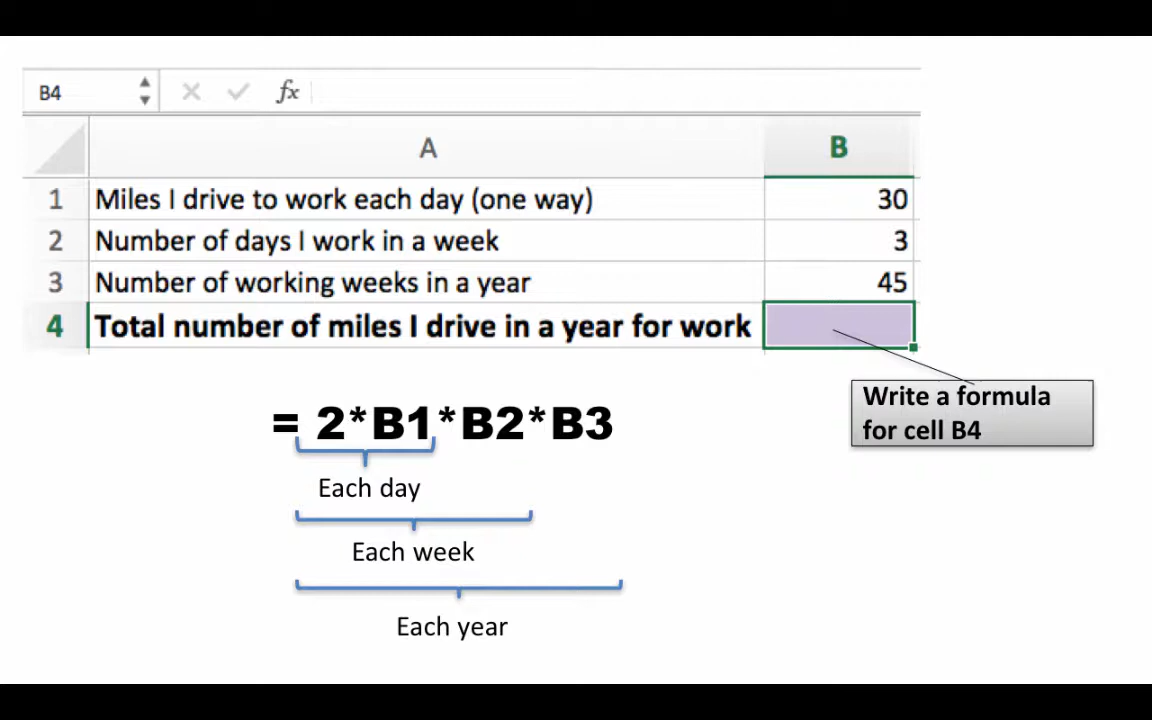 B4 fx
A B
1 Miles I drive to work each day (one way) 30
2 Number of days I work in a week 3
3 Number of working weeks in a year 45
4 Total number of miles I drive in a year for work
Write a formula
for cell B4
= 2*B1*B2*B3
Each day
Each week
Each year